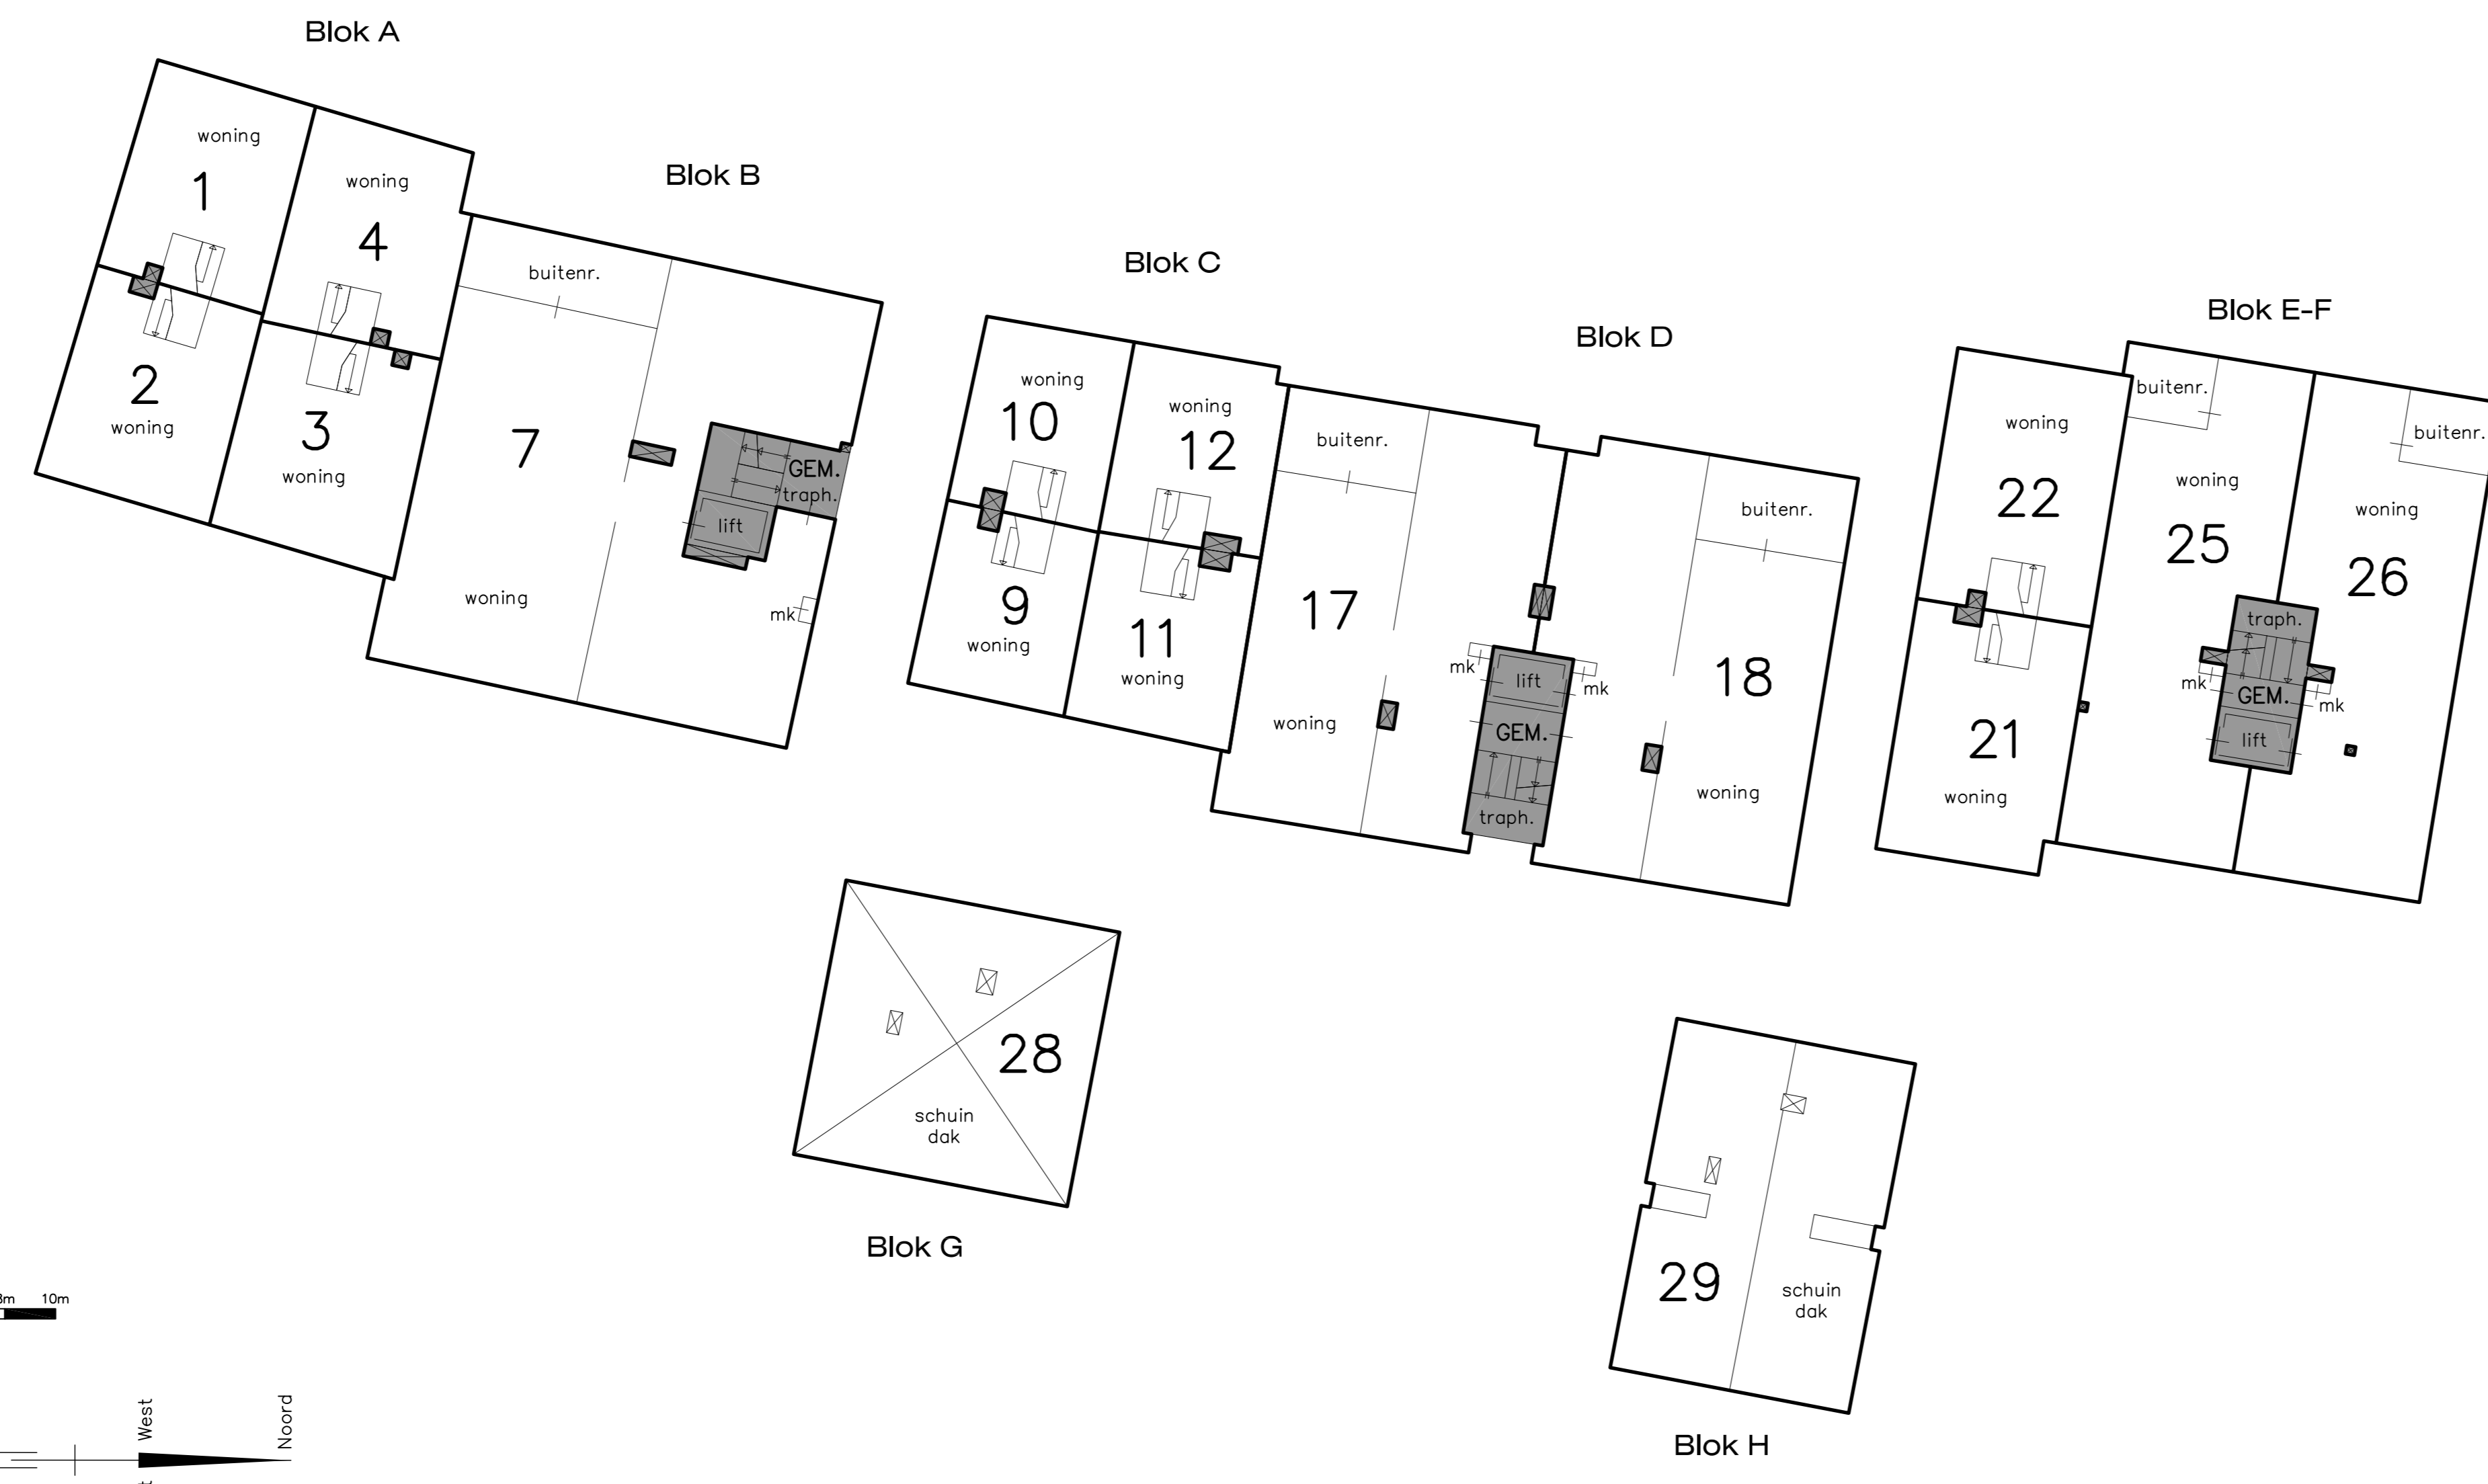 Blok A
woning
1
woning
4
2
woning
3
woning
Blok B
buitenr.
7
woning
GEM.
traph.
lift
mk
Blok C
woning
10
woning
12
9
woning
11
woning
Blok D
buitenr.
17
woning
mk
lift
mk
GEM.
traph.
buitenr.
18
woning
Blok E-F
woning
22
21
woning
buitenr.
woning
25
buitenr.
woning
26
traph.
mk
GEM.
mk
lift
28
schuin
dak
Blok G
29
schuin
dak
Blok H
10m
West
Noord